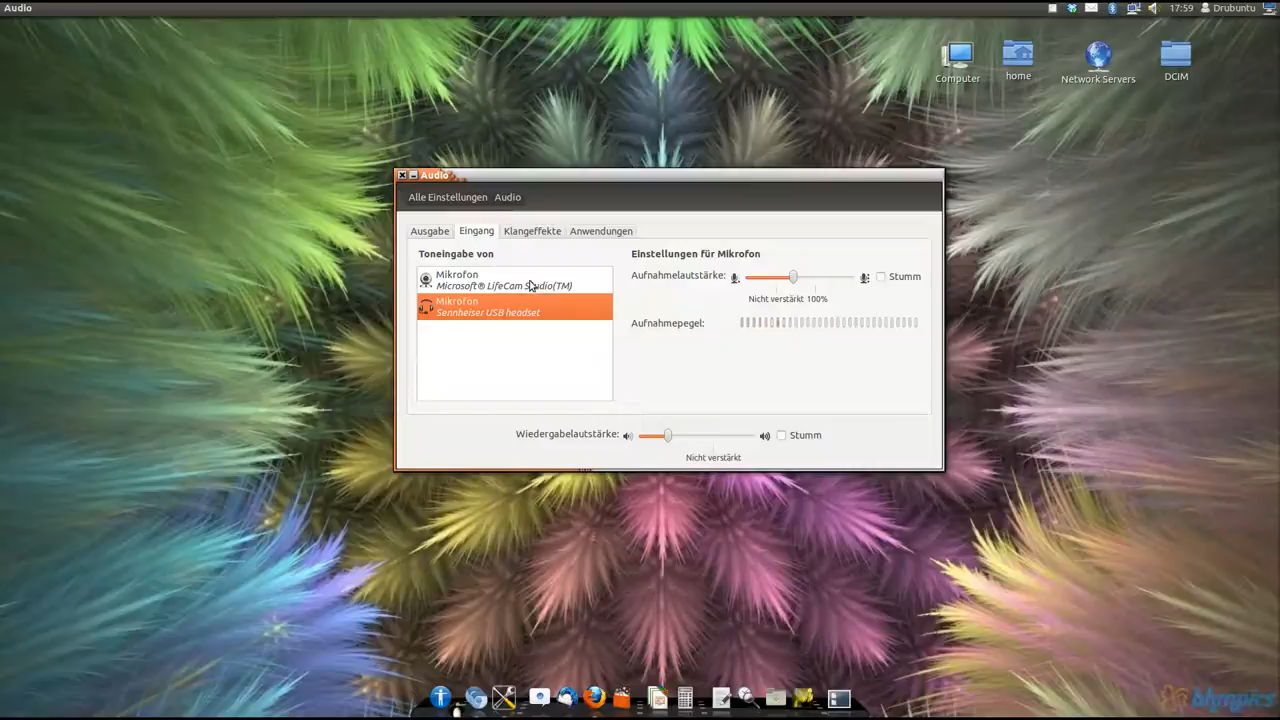 Audio
17:59 Drubuntu
Computer
home
Network Servers
DCIM
Audio
Alle Einstellungen Audio
Ausgabe Eingang Klangeffekte Anwendungen
Toneingabe von
Mikrofon
Microsoft® LifeCam Studio(TM)
Mikrofon
Sennheiser USB headset
Einstellungen für Mikrofon
Aufnahmelautstärke: Stumm
Nicht verstärkt 100%
Aufnahmepegel:
Wiedergabelautstärke: Stumm
Nicht verstärkt